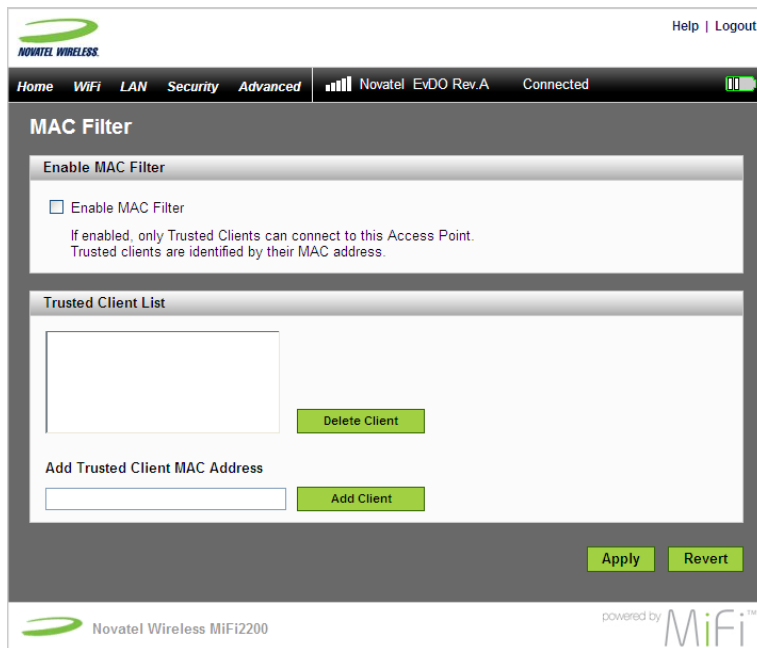 Help | Logout
NOVATEL WIRELESS.
Home WiFi LAN Security Advanced Novatel EvDO Rev.A Connected
MAC Filter
Enable MAC Filter
Enable MAC Filter
If enabled, only Trusted Clients can connect to this Access Point.
Trusted clients are identified by their MAC address.
Trusted Client List
Delete Client
Add Trusted Client MAC Address
Add Client
Apply Revert
Novatel Wireless MiFi2200
powered by MiFi™